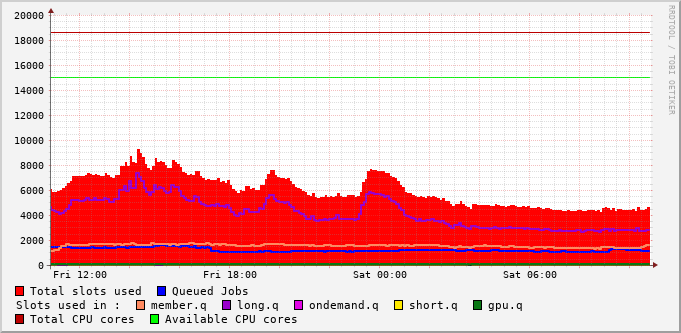 20000
18000
16000
14000
12000
10000
8000
6000
4000
2000
0
Fri 12:00 Fri 18:00 Sat 00:00 Sat 06:00
RRDTOOL / TOBI OETIKER
Total slots used Queued Jobs
Slots used in : member.q long.q ondemand.q short.q gpu.q
Total CPU cores Available CPU cores